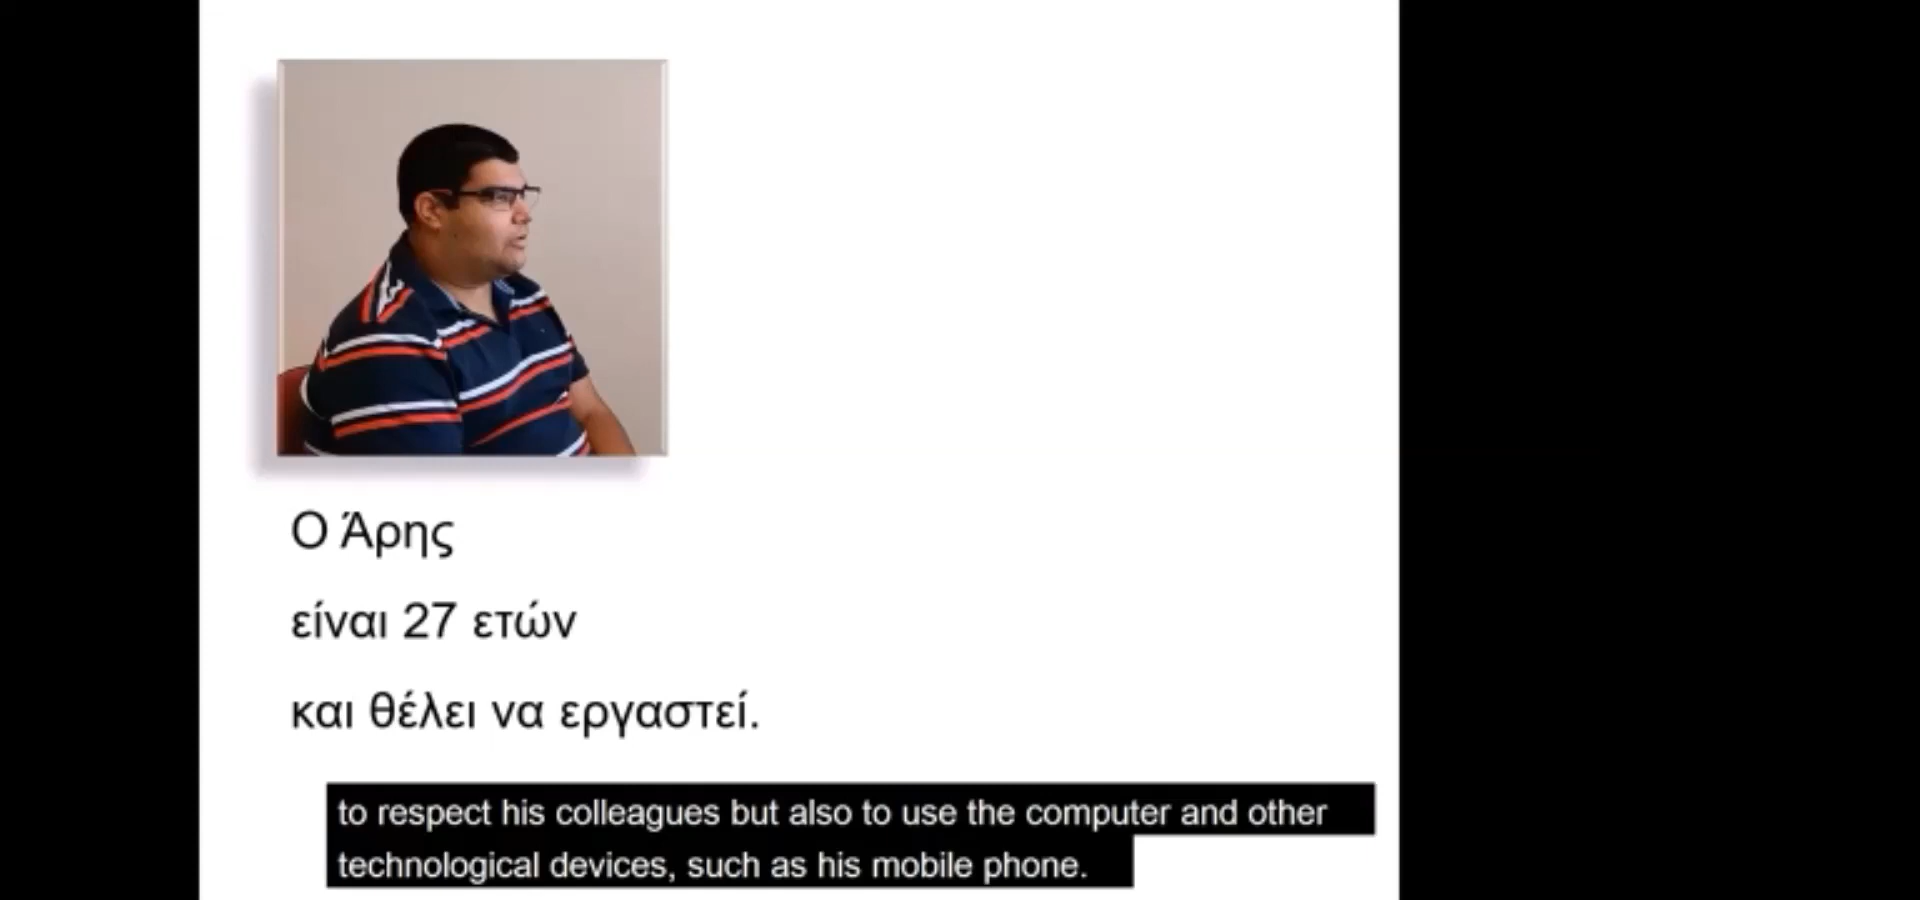 Ο Άρης
είναι 27 ετών
και θέλει να εργαστεί.
to respect his colleagues but also to use the computer and other
technological devices, such as his mobile phone.